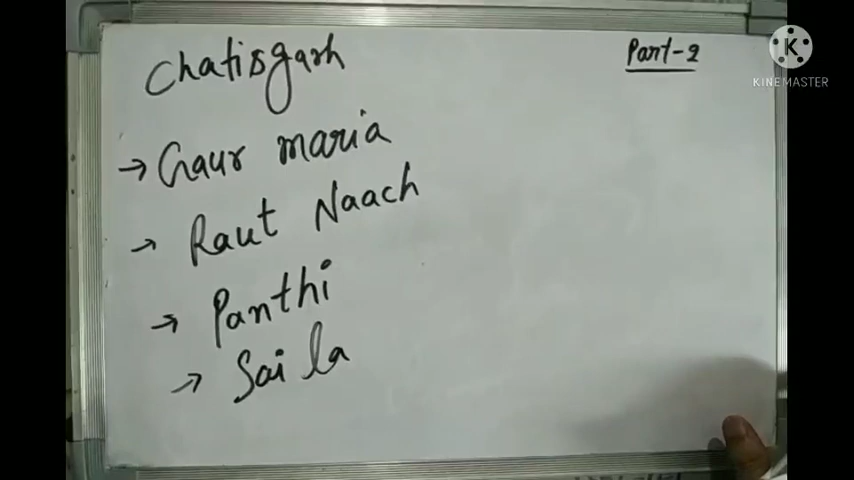 Chatisgarh
Part-2
KINEMASTER
→ Gaur maria
→ Raut Naach
→ Panthi
→ Saila